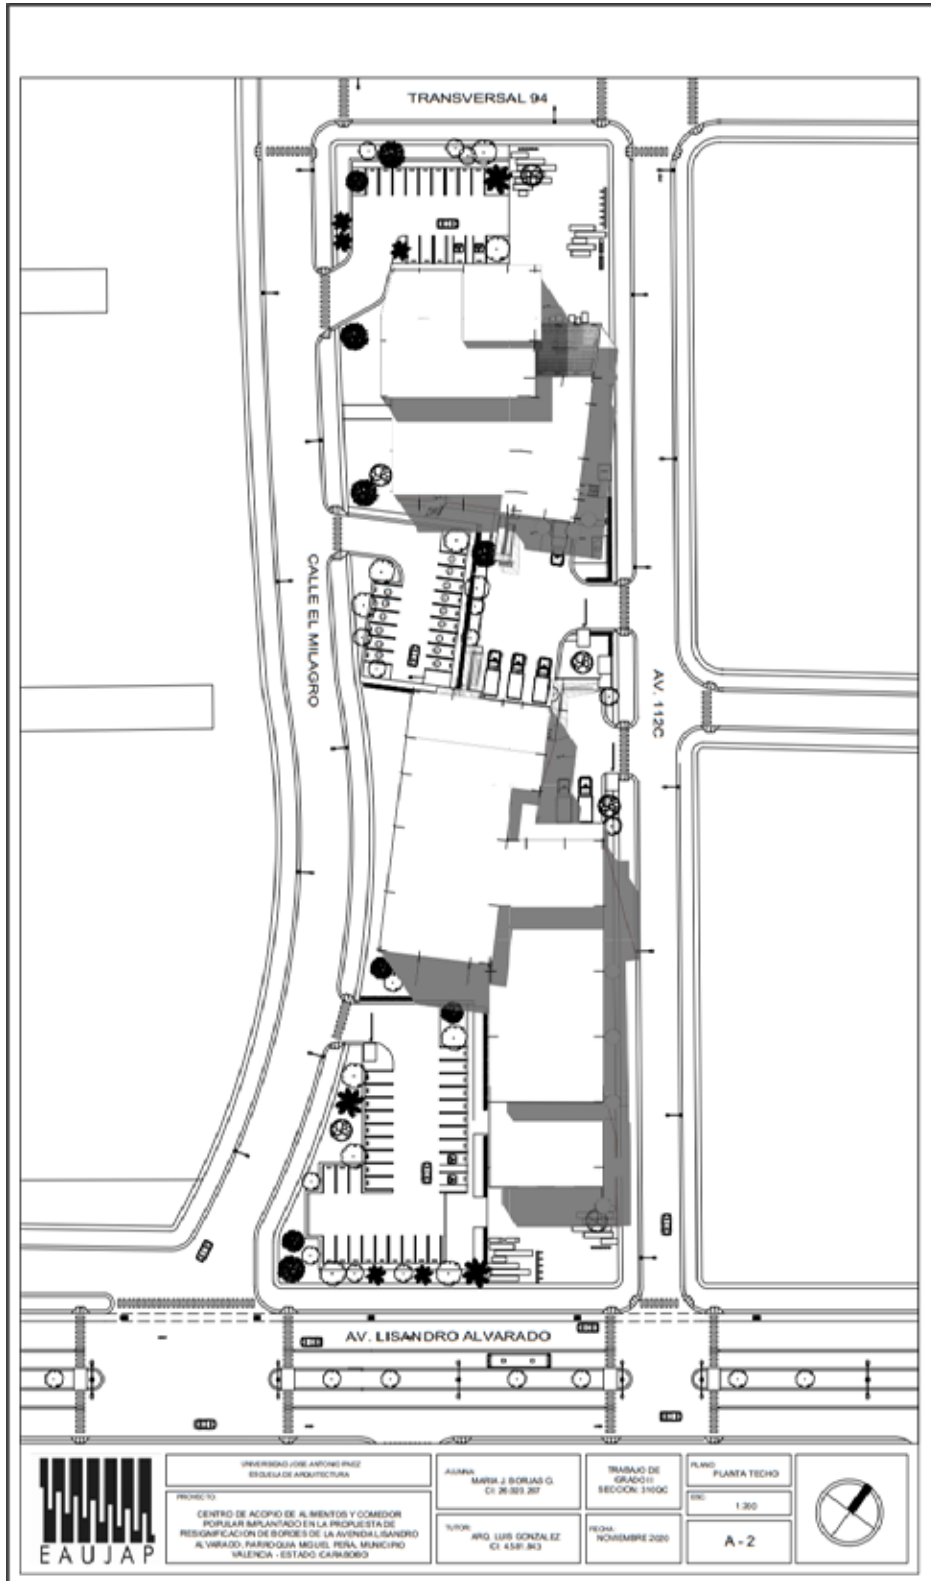 TRANSVERSAL 94
CALLE EL MILAGRO
AV. 112C
AV. LISANDRO ALVARADO
EAUJAP
UNIVERSIDAD JOSE ANTONIO PAEZ
ESCUELA DE ARQUITECTURA
PROYECTO:
CENTRO DE ACOPIO DE ALIMENTOS Y COMEDOR
POPULAR IMPLANTADO EN LA PROPUESTA DE
RESIGNIFICACION DE BORDES DE LA AVENIDA LISANDRO
ALVARADO, PARROQUIA MIGUEL PEÑA, MUNICIPIO
VALENCIA - ESTADO CARABOBO
ALUMNA:
MARIA J. BORJAS G.
CI:
TUTOR:
ARQ. LUIS GONZALEZ
CI:
TRABAJO DE
GRADO II
SECCION:
FECHA:
NOVIEMBRE 2020
PLANO:
PLANTA TECHO
ESC:
A - 2